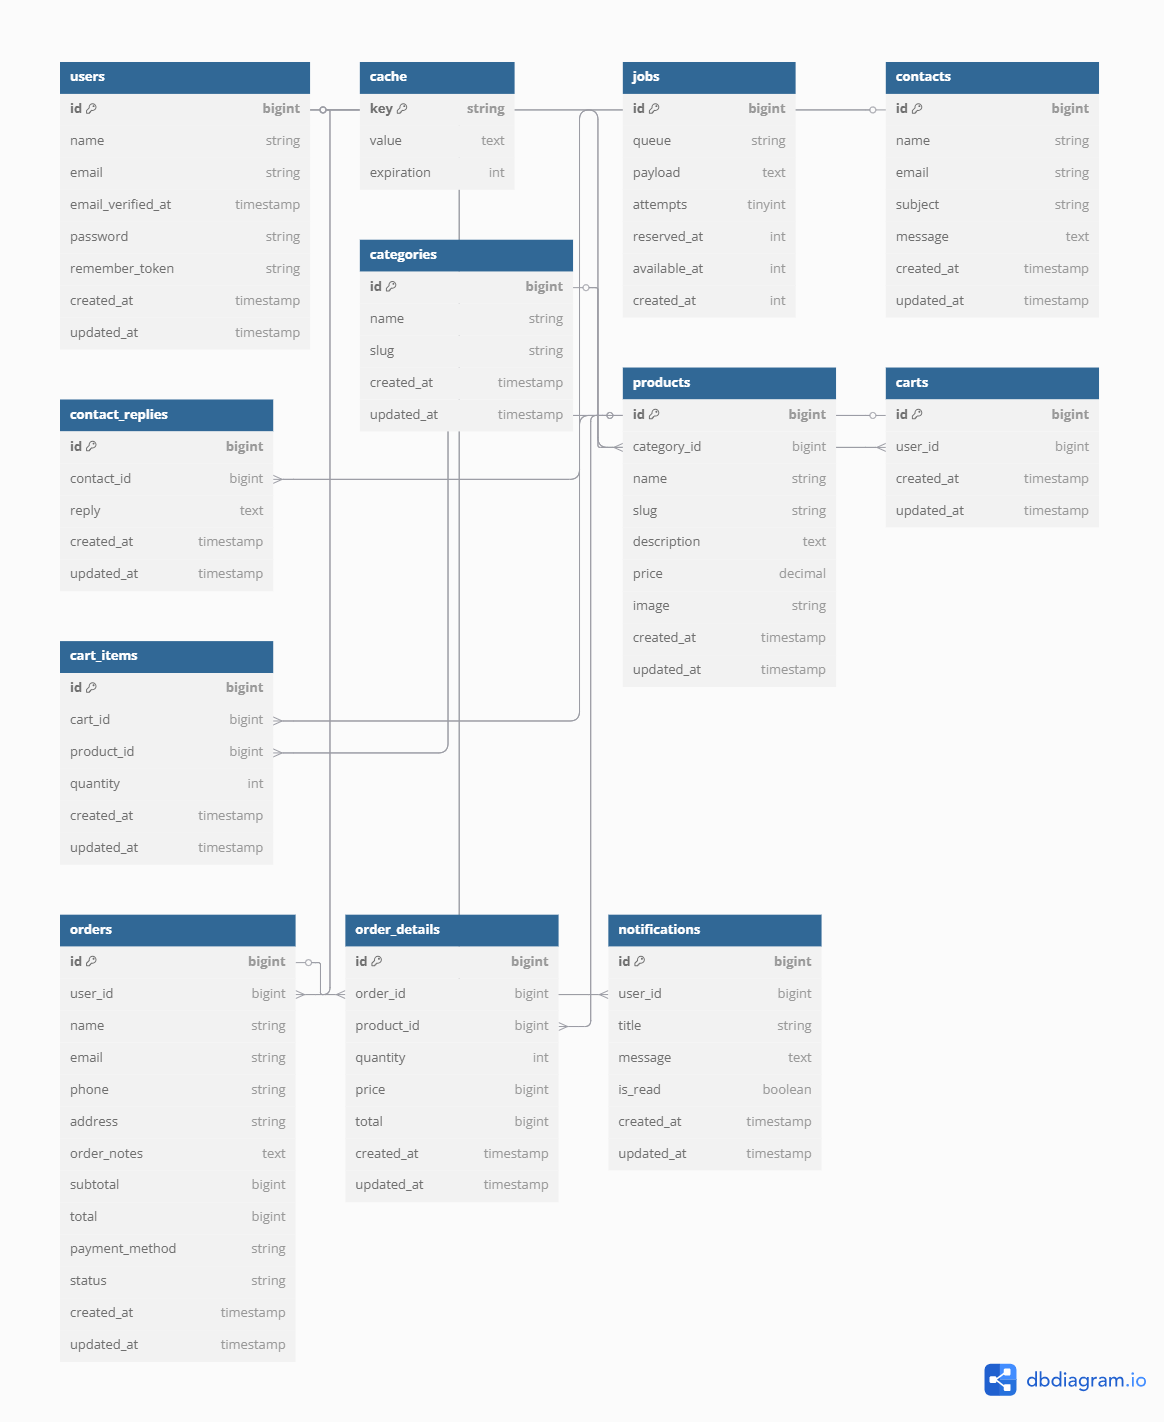 users
id bigint
name string
email string
email_verified_at timestamp
password string
remember_token string
created_at timestamp
updated_at timestamp
cache
key string
value text
expiration int
jobs
id bigint
queue string
payload text
attempts tinyint
reserved_at int
available_at int
created_at int
contacts
id bigint
name string
email string
subject string
message text
created_at timestamp
updated_at timestamp
categories
id bigint
name string
slug string
created_at timestamp
updated_at timestamp
products
id bigint
category_id bigint
name string
slug string
description text
price decimal
image string
created_at timestamp
updated_at timestamp
carts
id bigint
user_id bigint
created_at timestamp
updated_at timestamp
contact_replies
id bigint
contact_id bigint
reply text
created_at timestamp
updated_at timestamp
cart_items
id bigint
cart_id bigint
product_id bigint
quantity int
created_at timestamp
updated_at timestamp
orders
id bigint
user_id bigint
name string
email string
phone string
address string
order_notes text
subtotal bigint
total bigint
payment_method string
status string
created_at timestamp
updated_at timestamp
order_details
id bigint
order_id bigint
product_id bigint
quantity int
price bigint
total bigint
created_at timestamp
updated_at timestamp
notifications
id bigint
user_id bigint
title string
message text
is_read boolean
created_at timestamp
updated_at timestamp
dbdiagram.io